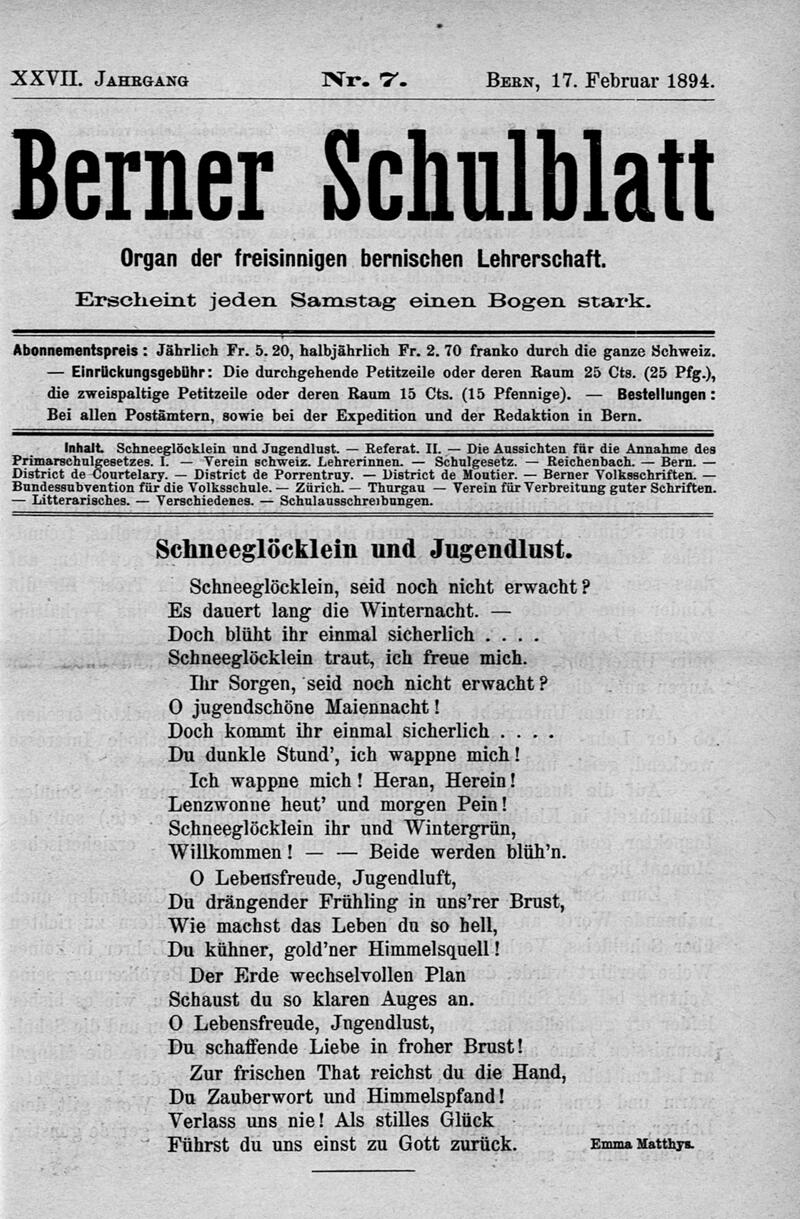 XXVII. Jahrgang Nr. 7. Bern, 17. Februar 1894.
Berner Schulblatt
Organ der freisinnigen bernischen Lehrerschaft.
Erscheint jeden Samstag einen Bogen stark.
Abonnementspreis: Jährlich Fr. 5. 20, halbjährlich Fr. 2. 70 franko durch die ganze Schweiz.
— Einrückungsgebühr: Die durchgehende Petitzeile oder deren Raum 25 Cts. (25 Pfg.),
die zweispaltige Petitzeile oder deren Raum 15 Cts. (15 Pfennige). — Bestellungen:
Bei allen Postämtern, sowie bei der Expedition und der Redaktion in Bern.
Inhalt. Schneeglöcklein und Jugendlust. — Referat. II. — Die Aussichten für die Annahme des
Primarschulgesetzes. I. — Verein schweiz. Lehrerinnen. — Schulgesetz. — Reichenbach. — Bern. —
District de Courtelary. — District de Porrentruy. — District de Moutier. — Berner Volksschriften. —
Bundessubvention für die Volksschule. — Zürich. — Thurgau — Verein für Verbreitung guter Schriften.
— Litterarisches. — Verschiedenes. — Schulausschreibungen.
Schneeglöcklein und Jugendlust.
Schneeglöcklein, seid noch nicht erwacht?
Es dauert lang die Winternacht. —
Doch blüht ihr einmal sicherlich . . . .
Schneeglöcklein traut, ich freue mich.
Ihr Sorgen, seid noch nicht erwacht?
O jugendschöne Maiennacht!
Doch kommt ihr einmal sicherlich . . . .
Du dunkle Stund', ich wappne mich!
Ich wappne mich! Heran, Herein!
Lenzwonne heut' und morgen Pein!
Schneeglöcklein ihr und Wintergrün,
Willkommen! — — Beide werden blüh'n.
O Lebensfreude, Jugendluft,
Du drängender Frühling in uns'rer Brust,
Wie machst das Leben du so hell,
Du kühner, gold'ner Himmelsquell!
Der Erde wechselvollen Plan
Schaust du so klaren Auges an.
O Lebensfreude, Jugendlust,
Du schaffende Liebe in froher Brust!
Zur frischen That reichst du die Hand,
Du Zauberwort und Himmelspfand!
Verlass uns nie! Als stilles Glück
Führst du uns einst zu Gott zurück. Emma Matthys.